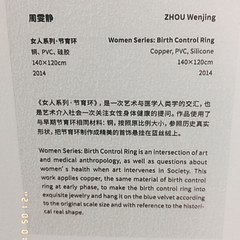 周雯静
ZHOU Wenjing
女人系列·节育环
Women Series: Birth Control Ring
铜, PVC, 硅胶
Copper, PVC, Silicone
140×120cm
140×120cm
2014
2014
《女人系列·节育环》，是一次艺术与医学人类学的交汇，也
是艺术介入社会一次关注女性身体健康的提问。作品使用了
与早期节育环相同材料：铜，按照原比例大小，参照历史真实
形状，把节育环制作成精美的首饰悬挂在蓝丝绒上。
Women Series: Birth Control Ring is an intersection of art
and medical anthropology, as well as questions about
women's health when art intervenes in Society. This
work applies copper, the same material of birth control
ring at early phase, to make the birth control ring into
exquisite jewelry and hang it on the blue velvet according
to the original scale size and with reference to the histori-
cal real shape.